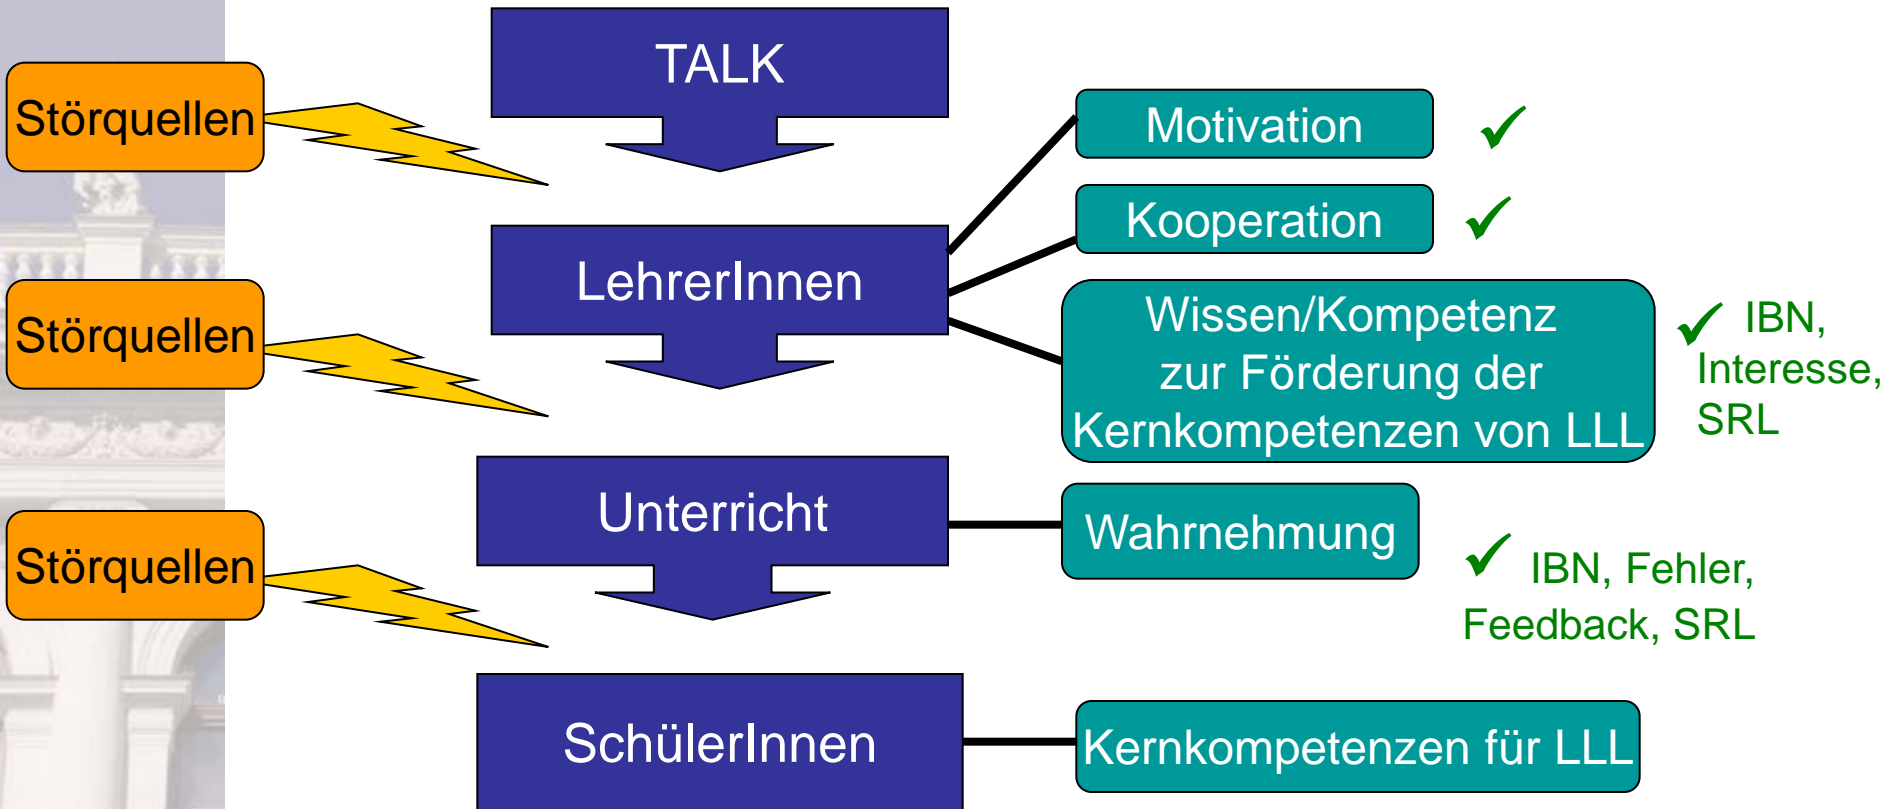 TALK
Störquellen
Motivation ✓
Kooperation ✓
LehrerInnen
Störquellen
Wissen/Kompetenz
zur Förderung der
Kernkompetenzen von LLL
✓ IBN,
Interesse,
SRL
Unterricht
Wahrnehmung
Störquellen
✓ IBN, Fehler,
Feedback, SRL
SchülerInnen
Kernkompetenzen für LLL